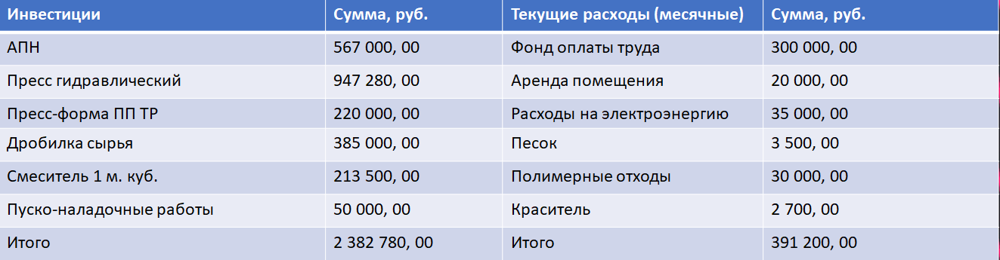 Инвестиции Сумма, руб. Текущие расходы (месячные) Сумма, руб.
АПН 567 000, 00 Фонд оплаты труда 300 000, 00
Пресс гидравлический 947 280, 00 Аренда помещения 20 000, 00
Пресс-форма ПП ТР 220 000, 00 Расходы на электроэнергию 35 000, 00
Дробилка сырья 385 000, 00 Песок 3 500, 00
Смеситель 1 м. куб. 213 500, 00 Полимерные отходы 30 000, 00
Пуско-наладочные работы 50 000, 00 Краситель 2 700, 00
Итого 2 382 780, 00 Итого 391 200, 00